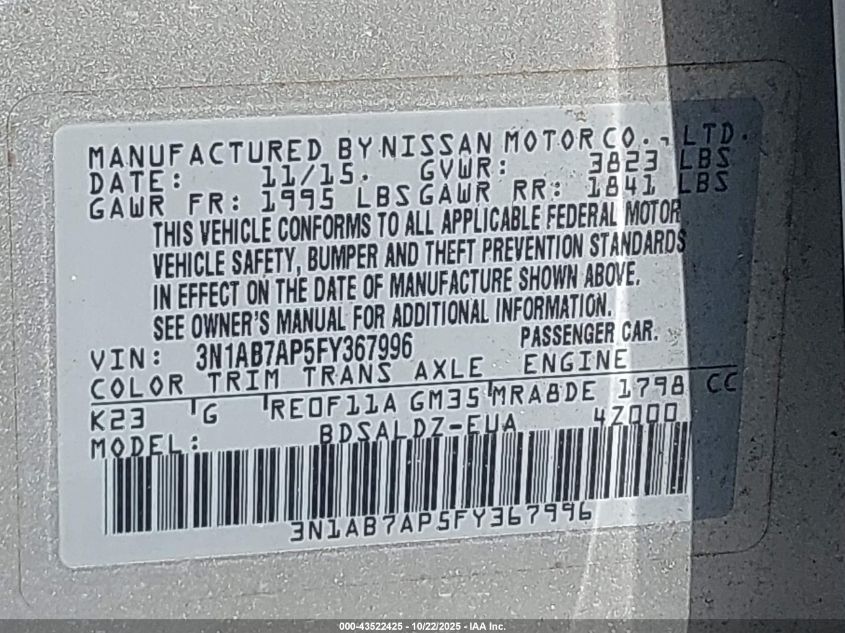 MANUFACTURED BY NISSAN MOTOR CO., LTD.
DATE: 11/15. GVWR: 3823 LBS
GAWR FR: 1995 LBS GAWR RR: 1841 LBS
THIS VEHICLE CONFORMS TO ALL APPLICABLE FEDERAL MOTOR
VEHICLE SAFETY, BUMPER AND THEFT PREVENTION STANDARDS
IN EFFECT ON THE DATE OF MANUFACTURE SHOWN ABOVE.
SEE OWNER'S MANUAL FOR ADDITIONAL INFORMATION.
VIN: 3N1AB7AP5FY367996 PASSENGER CAR.
COLOR TRIM TRANS AXLE ENGINE
K23 G RE0F11A GM35 MRA8DE 1798 CC
MODEL: BDSALDZ-EUA 4Z000
3N1AB7AP5FY367996
000-43522425 - 10/22/2025 - IAA Inc.